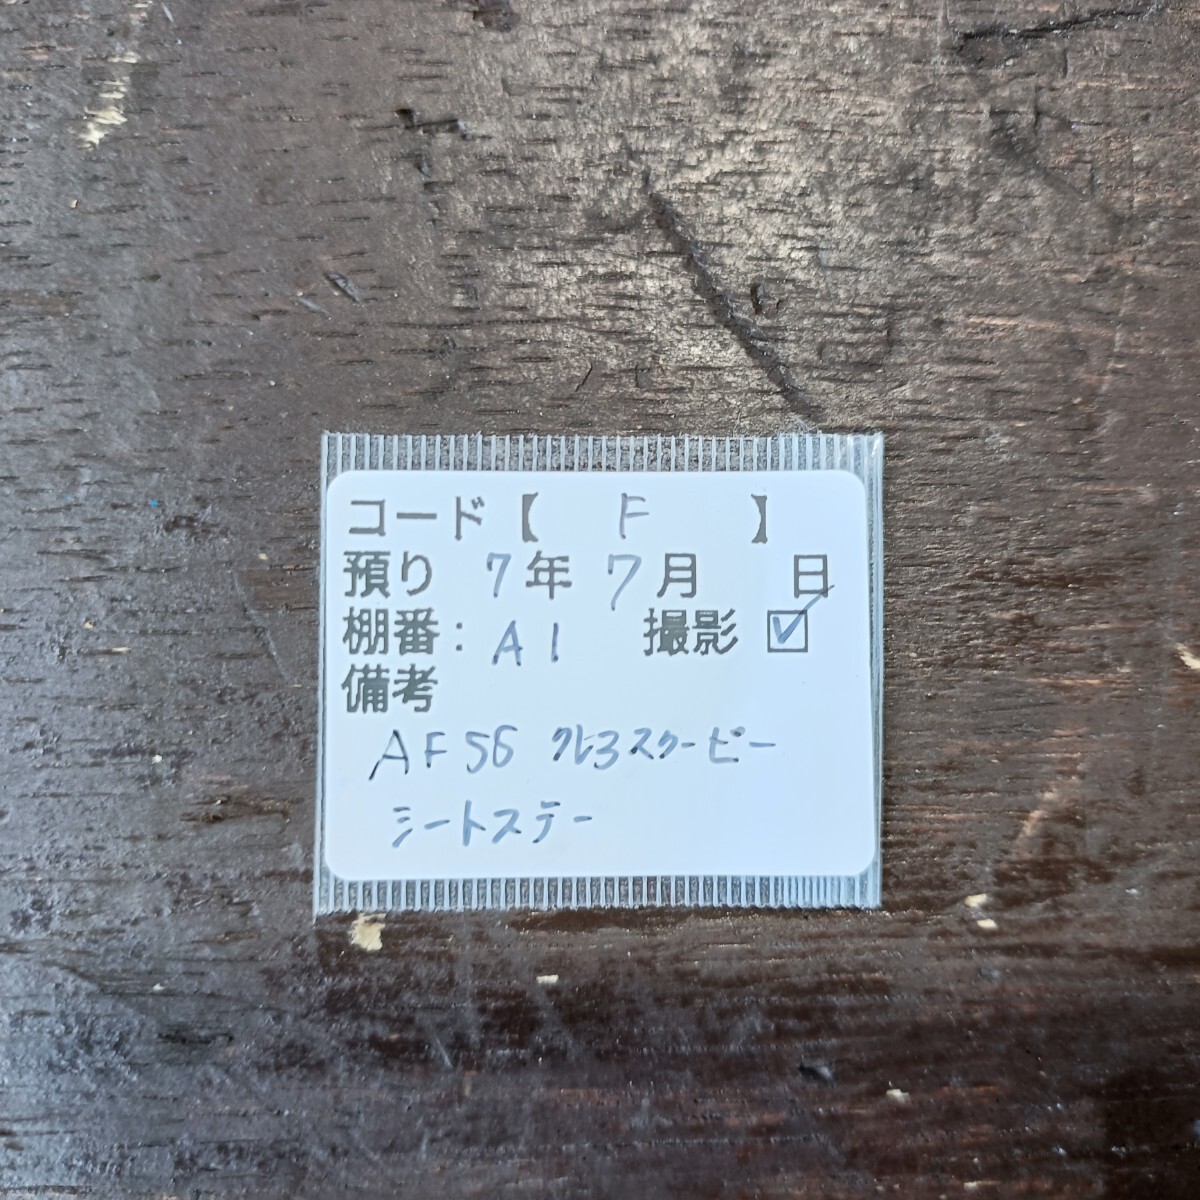 コード【 F 】
預り 7年 7月 日
棚番: A1 撮影 ☑
備考
AF56 クレアスクーピー
シートステー